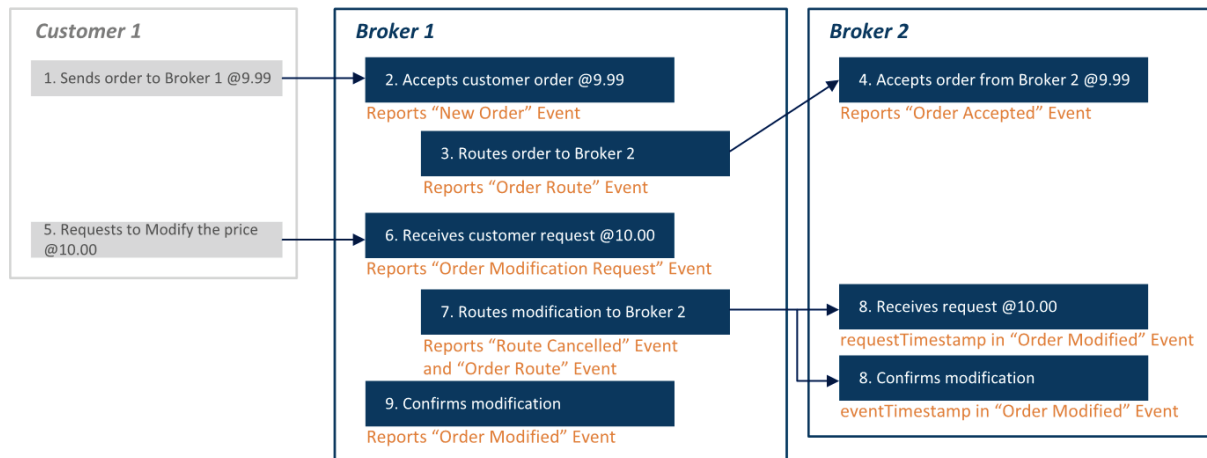 Customer 1
1. Sends order to Broker 1 @9.99
5. Requests to Modify the price
@10.00
Broker 1
2. Accepts customer order @9.99
Reports “New Order” Event
3. Routes order to Broker 2
Reports “Order Route” Event
6. Receives customer request @10.00
Reports “Order Modification Request” Event
7. Routes modification to Broker 2
Reports “Route Cancelled” Event
and “Order Route” Event
9. Confirms modification
Reports “Order Modified” Event
Broker 2
4. Accepts order from Broker 2 @9.99
Reports “Order Accepted” Event
8. Receives request @10.00
requestTimestamp in “Order Modified” Event
8. Confirms modification
eventTimestamp in “Order Modified” Event